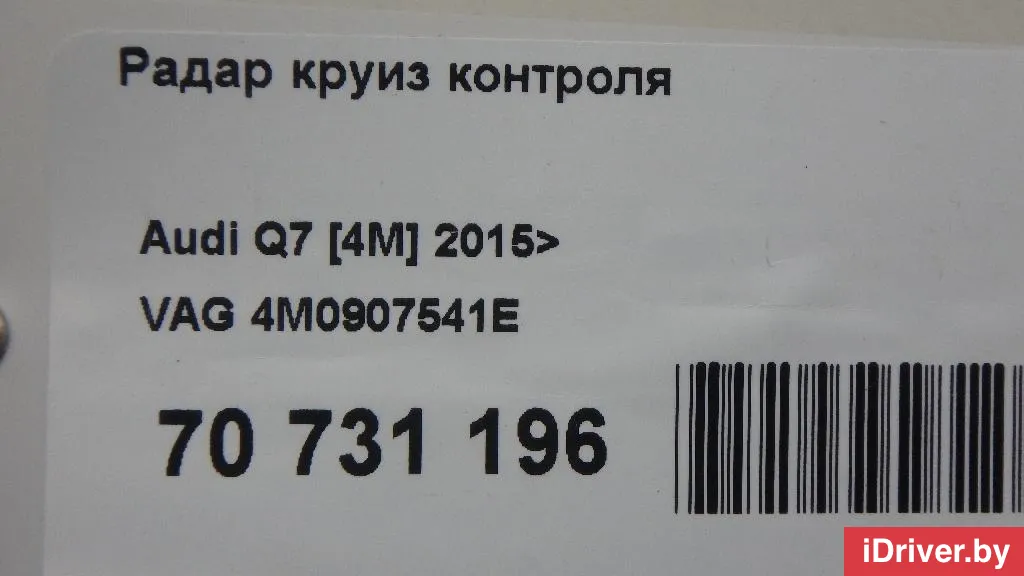 Радар круиз контроля
Audi Q7 [4M] 2015>
VAG 4M0907541E
70 731 196
iDriver.by